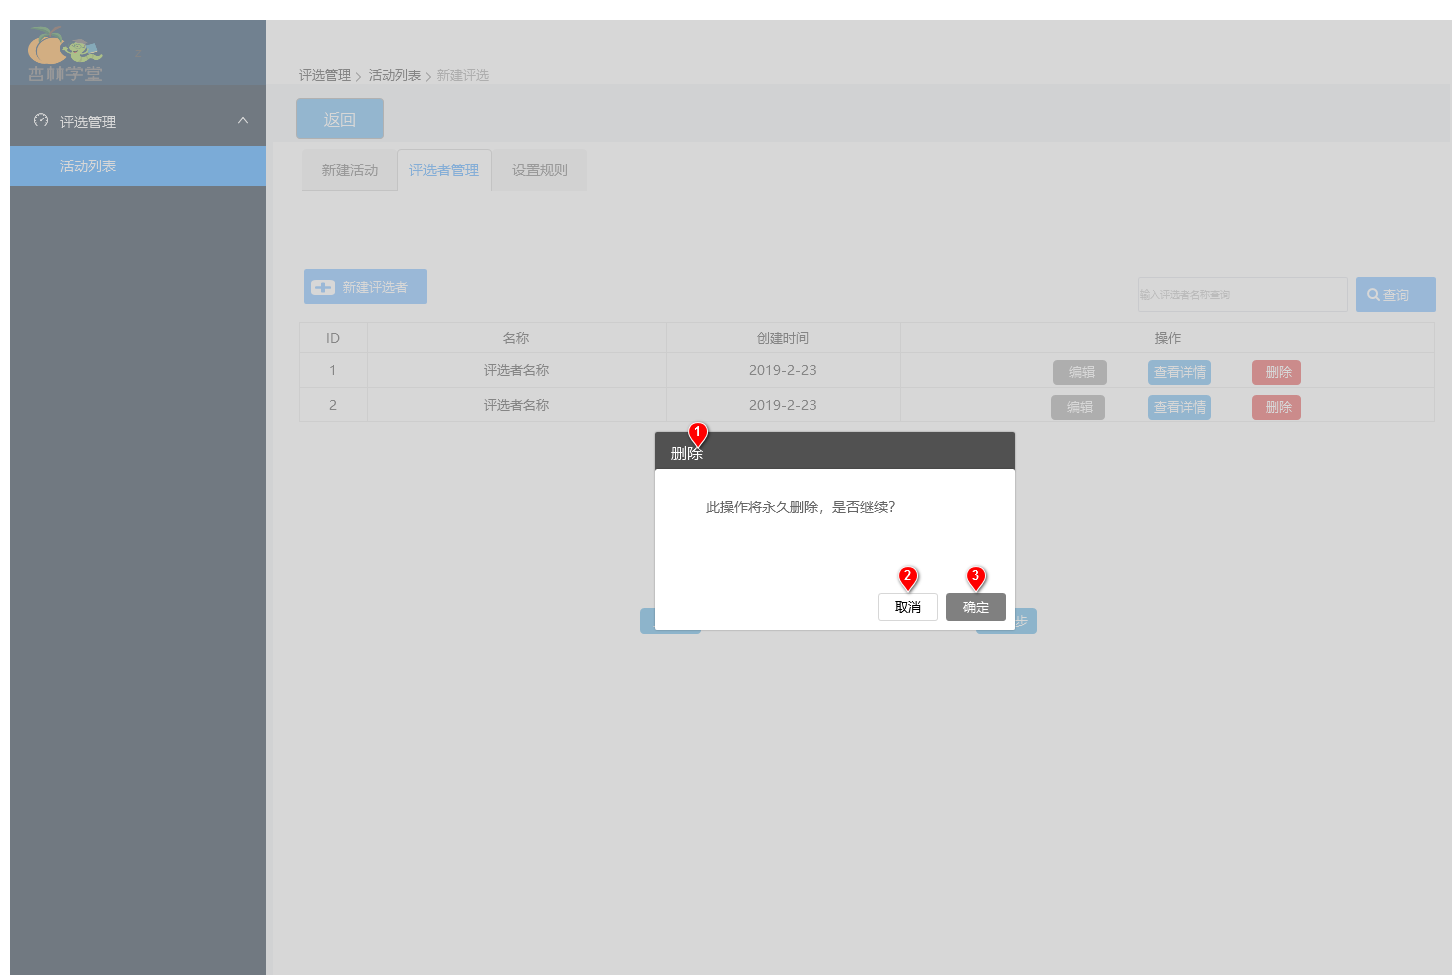 杏林学堂
评选管理 > 活动列表 > 新建评选
评选管理
返回
活动列表
新建活动 评选者管理 设置规则
新建评选者
输入评选者名称查询 查询
ID 名称 创建时间 操作
1 评选者名称 2019-2-23 编辑 查看详情 删除
2 评选者名称 2019-2-23 编辑 查看详情 删除
1
删除
此操作将永久删除，是否继续？
2 3
取消 确定
步